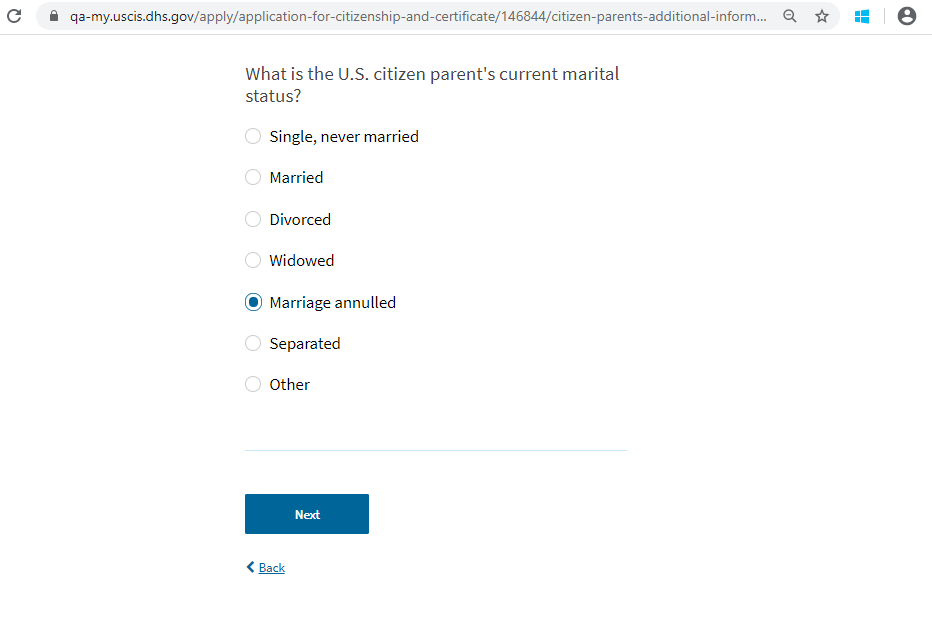 qa-my.uscis.dhs.gov/apply/application-for-citizenship-and-certificate/146844/citizen-parents-additional-inform...
What is the U.S. citizen parent's current marital
status?
Single, never married
Married
Divorced
Widowed
Marriage annulled
Separated
Other
Next
Back